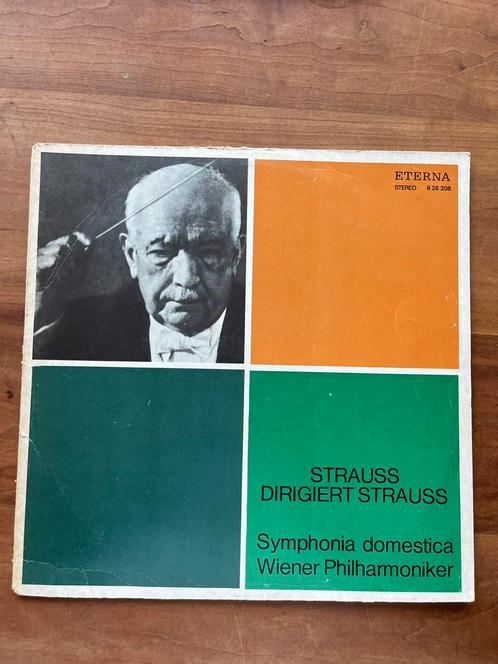 ETERNA
STEREO 8 26 208
STRAUSS
DIRIGIERT STRAUSS
Symphonia domestica
Wiener Philharmoniker